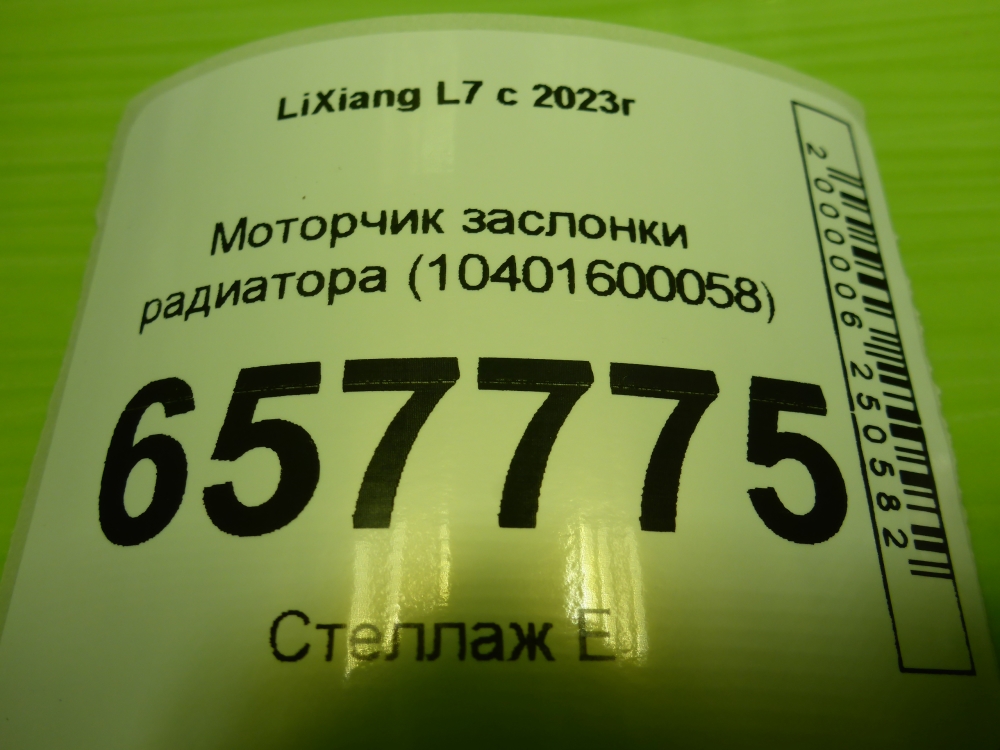 LiXiang L7 с 2023г
Моторчик заслонки
радиатора (10401600058)
657775
Стеллаж Е
2000006250582